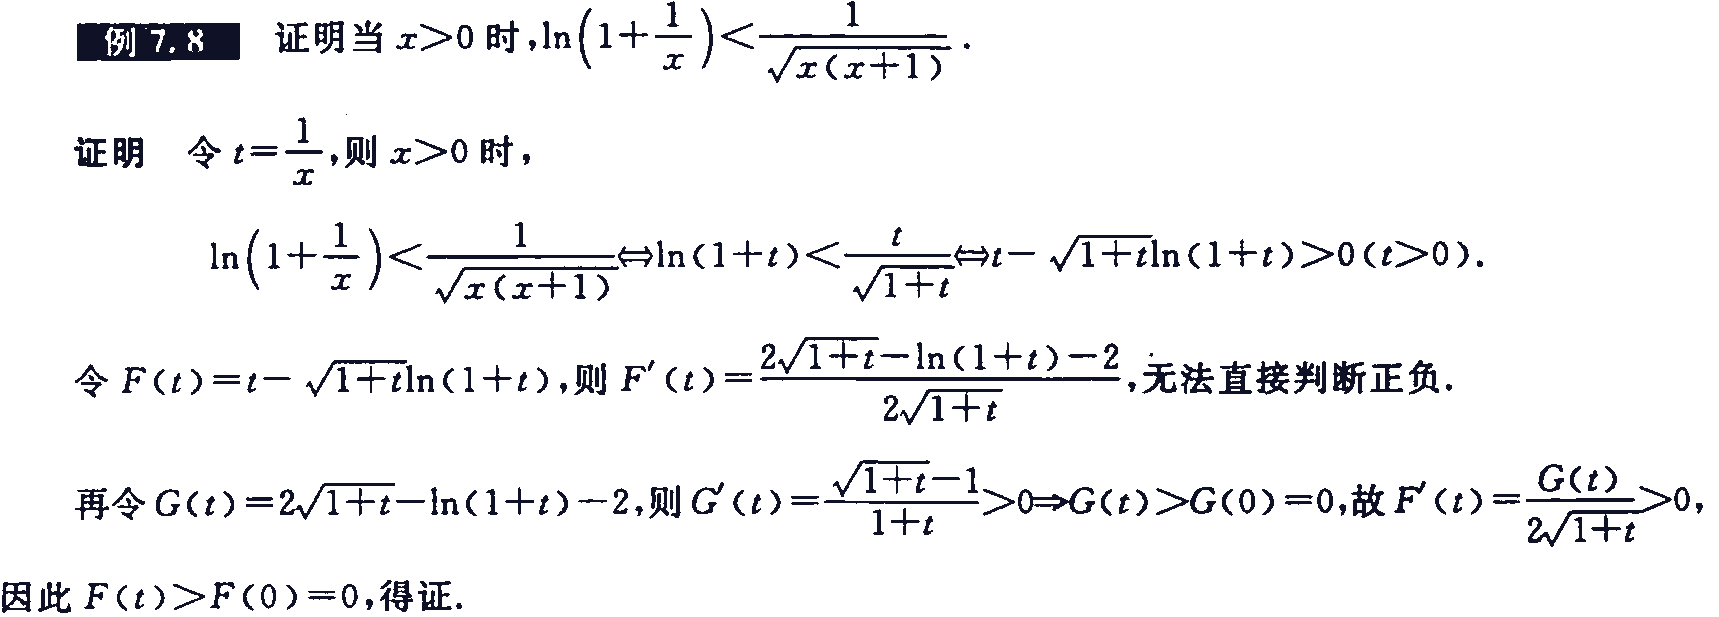 例 7.8 证明当 x>0 时,ln(1+1/x)<1/√(x(x+1)).
证明 令 t=1/x,则 x>0 时,
ln(1+1/x)<1/√(x(x+1))⇔ln(1+t)<t/√(1+t)⇔t-√(1+t)ln(1+t)>0(t>0).
令 F(t)=t-√(1+t)ln(1+t),则 F′(t)=(2√(1+t)-ln(1+t)-2)/(2√(1+t)),无法直接判断正负.
再令 G(t)=2√(1+t)-ln(1+t)-2,则 G′(t)=(√(1+t)-1)/(1+t)>0⇒G(t)>G(0)=0,故 F′(t)=G(t)/(2√(1+t))>0,
因此 F(t)>F(0)=0,得证.